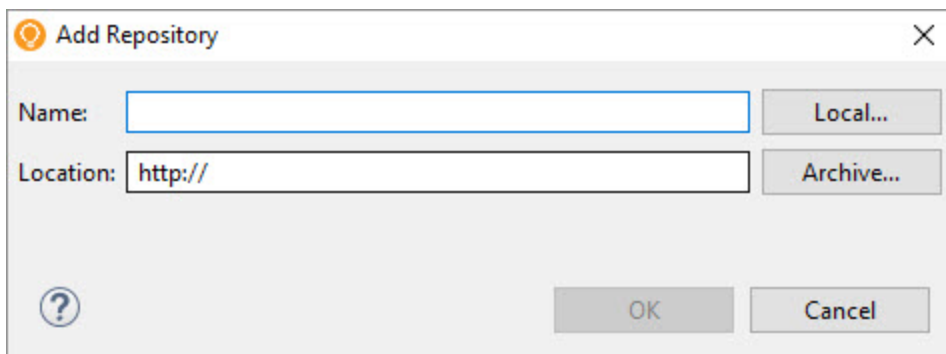 Add Repository
Name: Local...
Location: http:// Archive...
OK Cancel